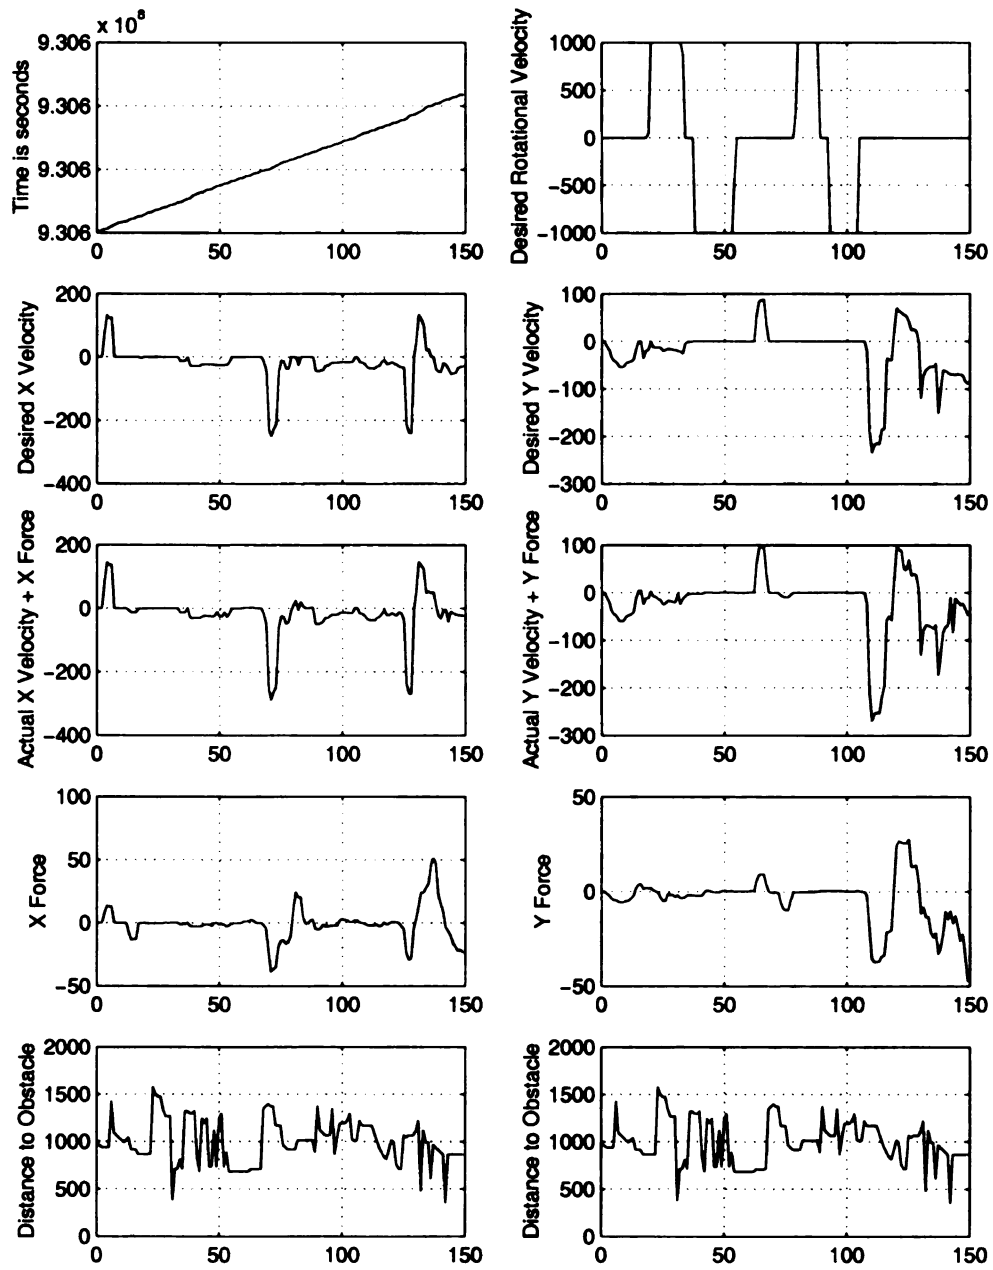 x 10⁸
9.306
9.306
9.306
9.306
Time is seconds
0 50 100 150
1000
500
0
−500
−1000
Desired Rotational Velocity
0 50 100 150
200
0
−200
−400
Desired X Velocity
0 50 100 150
100
0
−100
−200
−300
Desired Y Velocity
0 50 100 150
200
0
−200
−400
Actual X Velocity + X Force
0 50 100 150
100
0
−100
−200
−300
Actual Y Velocity + Y Force
0 50 100 150
100
50
0
−50
X Force
0 50 100 150
50
0
−50
Y Force
0 50 100 150
2000
1500
1000
500
0
Distance to Obstacle
0 50 100 150
2000
1500
1000
500
0
Distance to Obstacle
0 50 100 150